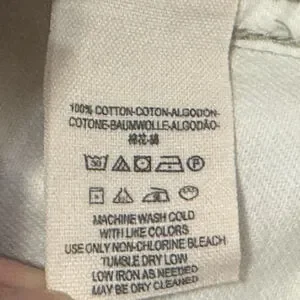 100% COTTON-COTON-ALGODON-
COTONE-BAUMWOLLE-ALGODÃO-
棉花-綿
MACHINE WASH COLD
WITH LIKE COLORS
USE ONLY NON-CHLORINE BLEACH
TUMBLE DRY LOW
LOW IRON AS NEEDED
MAY BE DRY CLEANED